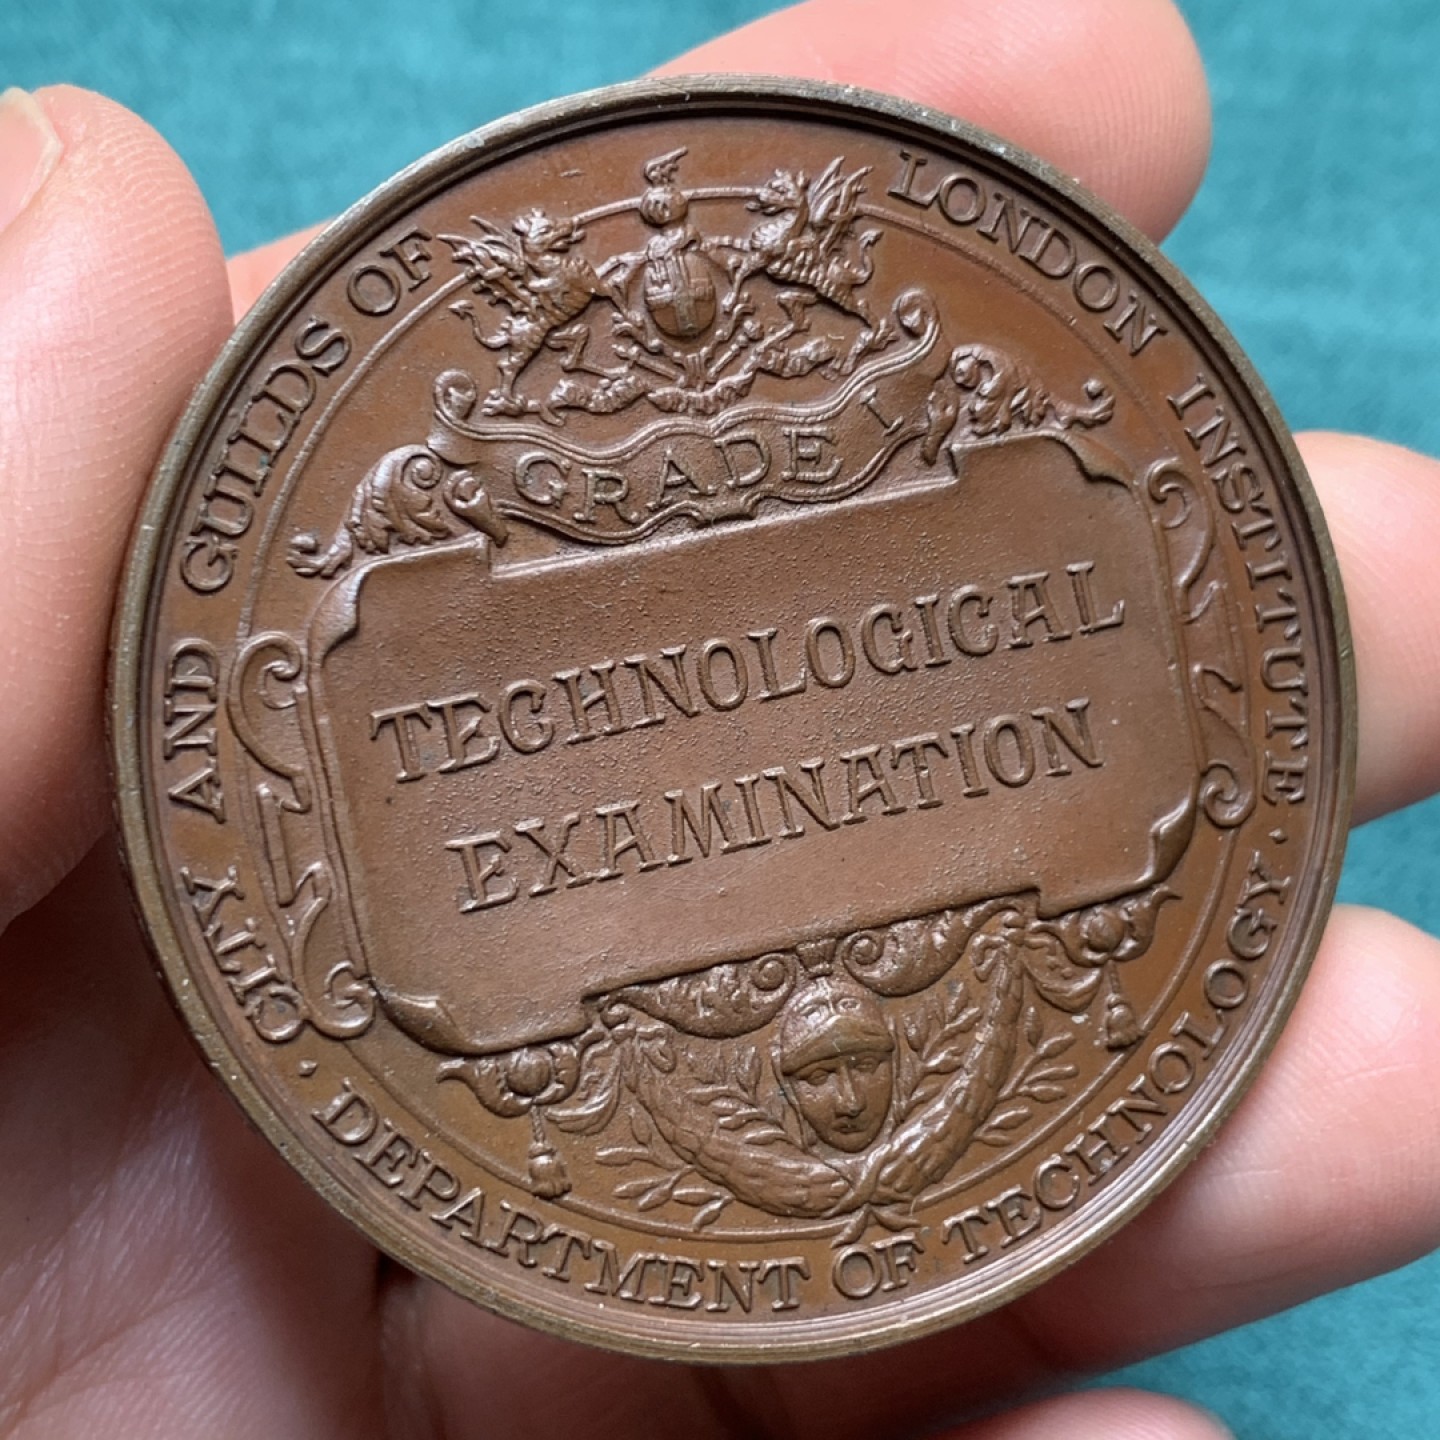 CITY AND GUILDS OF LONDON INSTITUTE · DEPARTMENT OF TECHNOLOGY ·
GRADE I
TECHNOLOGICAL
EXAMINATION